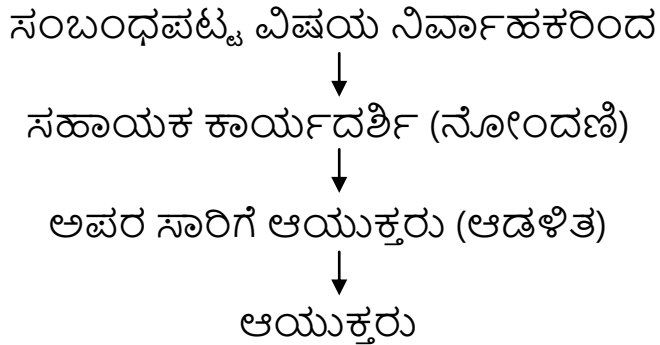 ಸಂಬಂಧಪಟ್ಟ ವಿಷಯ ನಿರ್ವಾಹಕರಿಂದ
ಸಹಾಯಕ ಕಾರ್ಯದರ್ಶಿ (ನೋಂದಣಿ)
ಅಪರ ಸಾರಿಗೆ ಆಯುಕ್ತರು (ಆಡಳಿತ)
ಆಯುಕ್ತರು